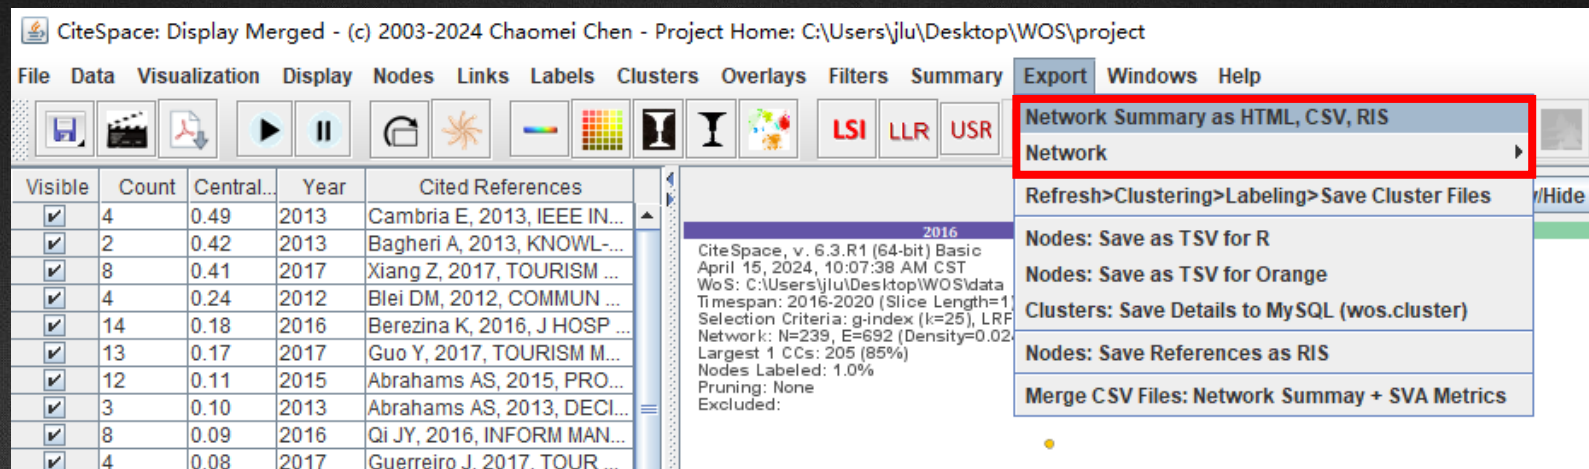 CiteSpace: Display Merged - (c) 2003-2024 Chaomei Chen - Project Home: C:\Users\jlu\Desktop\WOS\project
File Data Visualization Display Nodes Links Labels Clusters Overlays Filters Summary Export Windows Help
LSI LLR USR
Network Summary as HTML, CSV, RIS
Network
Refresh>Clustering>Labeling>Save Cluster Files
Nodes: Save as TSV for R
Nodes: Save as TSV for Orange
Clusters: Save Details to MySQL (wos.cluster)
Nodes: Save References as RIS
Merge CSV Files: Network Summay + SVA Metrics
/Hide
Visible Count Central... Year Cited References
4 0.49 2013 Cambria E, 2013, IEEE IN...
2 0.42 2013 Bagheri A, 2013, KNOWL-...
8 0.41 2017 Xiang Z, 2017, TOURISM ...
4 0.24 2012 Blei DM, 2012, COMMUN ...
14 0.18 2016 Berezina K, 2016, J HOSP ...
13 0.17 2017 Guo Y, 2017, TOURISM M...
12 0.11 2015 Abrahams AS, 2015, PRO...
3 0.10 2013 Abrahams AS, 2013, DECI...
8 0.09 2016 Qi JY, 2016, INFORM MAN...
4 0.08 2017 Guerreiro J, 2017, TOUR ...
2016
CiteSpace, v. 6.3.R1 (64-bit) Basic
April 15, 2024, 10:07:38 AM CST
WoS: C:\Users\jlu\Desktop\WOS\data
Timespan: 2016-2020 (Slice Length=1)
Selection Criteria: g-index (k=25), LRF
Network: N=239, E=692 (Density=0.024
Largest 1 CCs: 205 (85%)
Nodes Labeled: 1.0%
Pruning: None
Excluded: